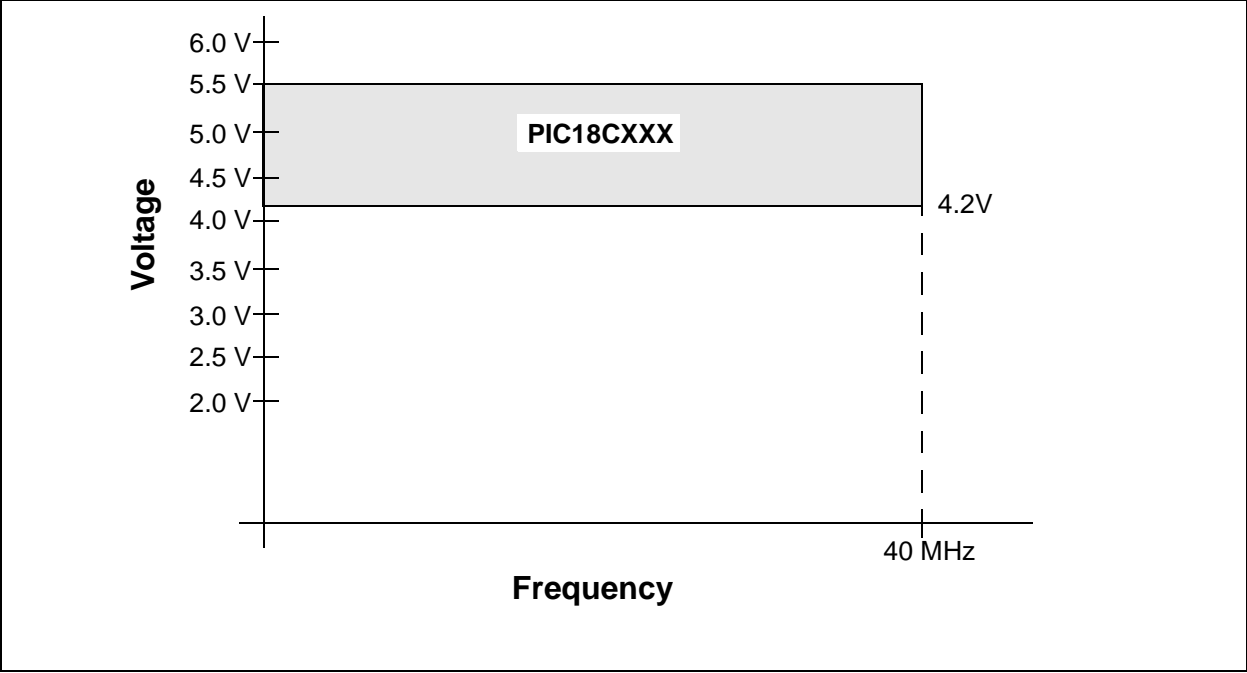 6.0 V
5.5 V
5.0 V
4.5 V
4.0 V
3.5 V
3.0 V
2.5 V
2.0 V
Voltage
PIC18CXXX
4.2V
40 MHz
Frequency